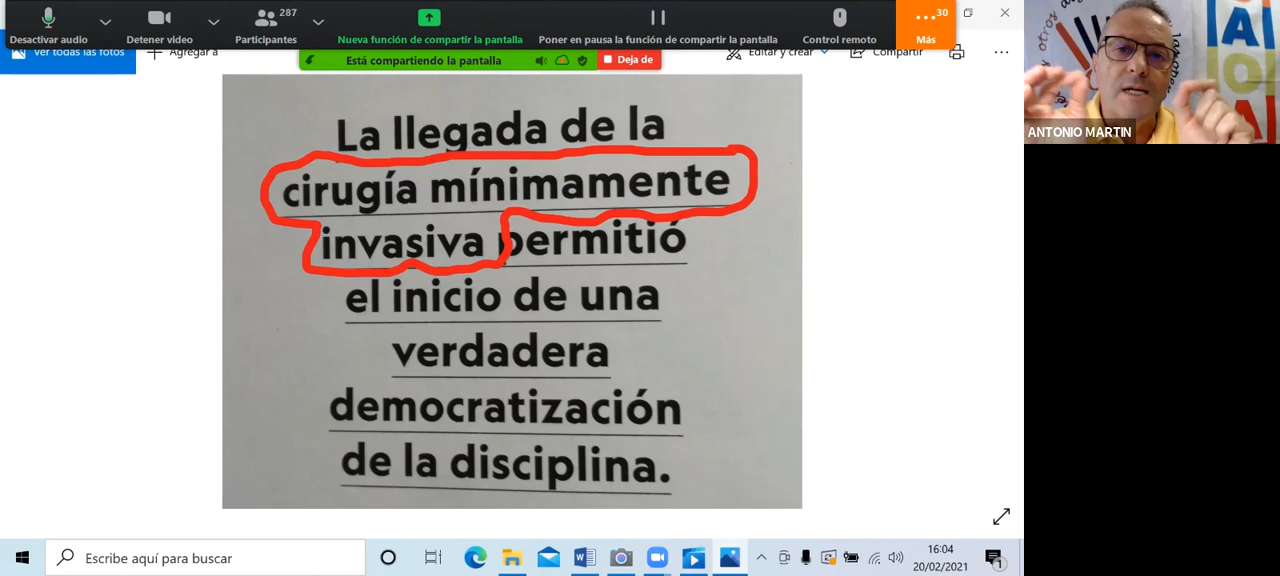 287
30
Desactivar audio
Detener video
Participantes
Nueva función de compartir la pantalla
Poner en pausa la función de compartir la pantalla
Control remoto
Más
Ver todas las fotos
Agregar a
Está compartiendo la pantalla
Deja de
Editar y crear
Compartir
ANTONIO MARTIN
La llegada de la
cirugía mínimamente
invasiva permitió
el inicio de una
verdadera
democratización
de la disciplina.
Escribe aquí para buscar
16:04
20/02/2021
1